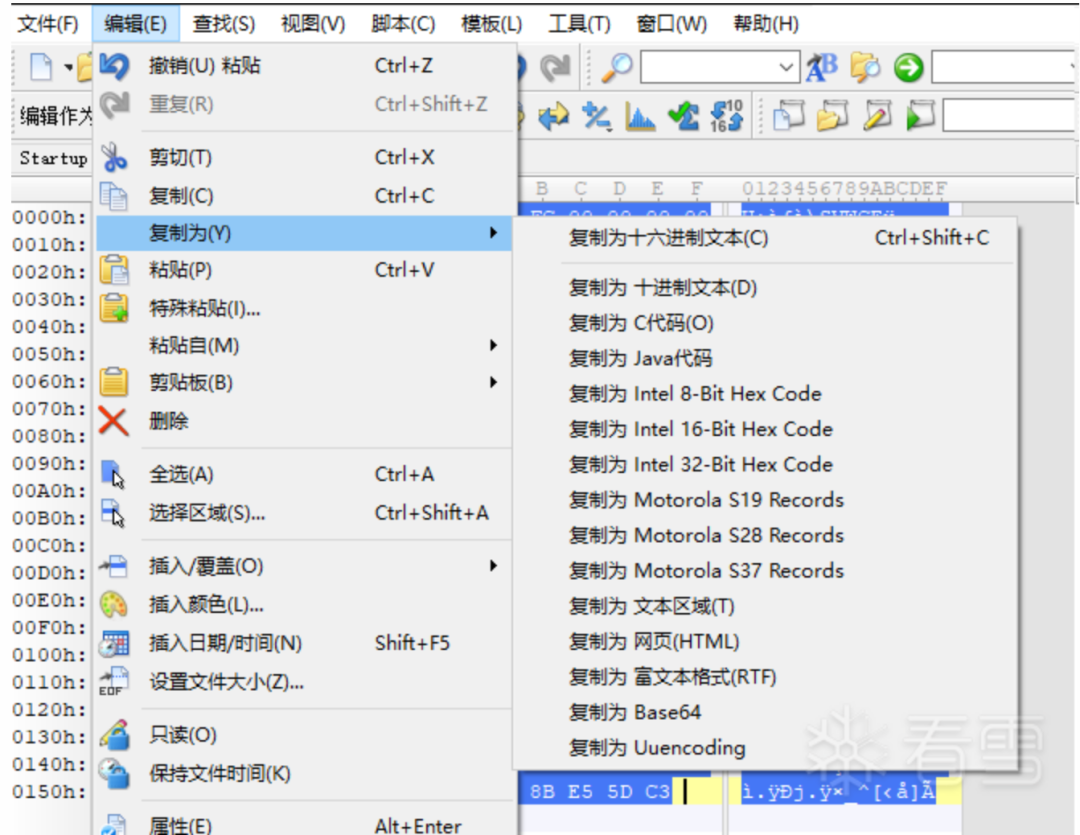 文件(F) 编辑(E) 查找(S) 视图(V) 脚本(C) 模板(L) 工具(T) 窗口(W) 帮助(H)
编辑作为
Startup
撤销(U) 粘贴 Ctrl+Z
重复(R) Ctrl+Shift+Z
剪切(T) Ctrl+X
复制(C) Ctrl+C
复制为(Y)
粘贴(P) Ctrl+V
特殊粘贴(I)...
粘贴自(M)
剪贴板(B)
删除
全选(A) Ctrl+A
选择区域(S)... Ctrl+Shift+A
插入/覆盖(O)
插入颜色(L)...
插入日期/时间(N) Shift+F5
设置文件大小(Z)...
只读(O)
保持文件时间(K)
属性(E) Alt+Enter
B C D E F 0123456789ABCDEF
复制为十六进制文本(C) Ctrl+Shift+C
复制为 十进制文本(D)
复制为 C代码(O)
复制为 Java代码
复制为 Intel 8-Bit Hex Code
复制为 Intel 16-Bit Hex Code
复制为 Intel 32-Bit Hex Code
复制为 Motorola S19 Records
复制为 Motorola S28 Records
复制为 Motorola S37 Records
复制为 文本区域(T)
复制为 网页(HTML)
复制为 富文本格式(RTF)
复制为 Base64
复制为 Uuencoding
0000h:
0010h:
0020h:
0030h:
0040h:
0050h:
0060h:
0070h:
0080h:
0090h:
00A0h:
00B0h:
00C0h:
00D0h:
00E0h:
00F0h:
0100h:
0110h:
0120h:
0130h:
0140h:
0150h: 8B E5 5D C3 ì.ÿÐj.ÿ×_^[‹å]Ã
看雪